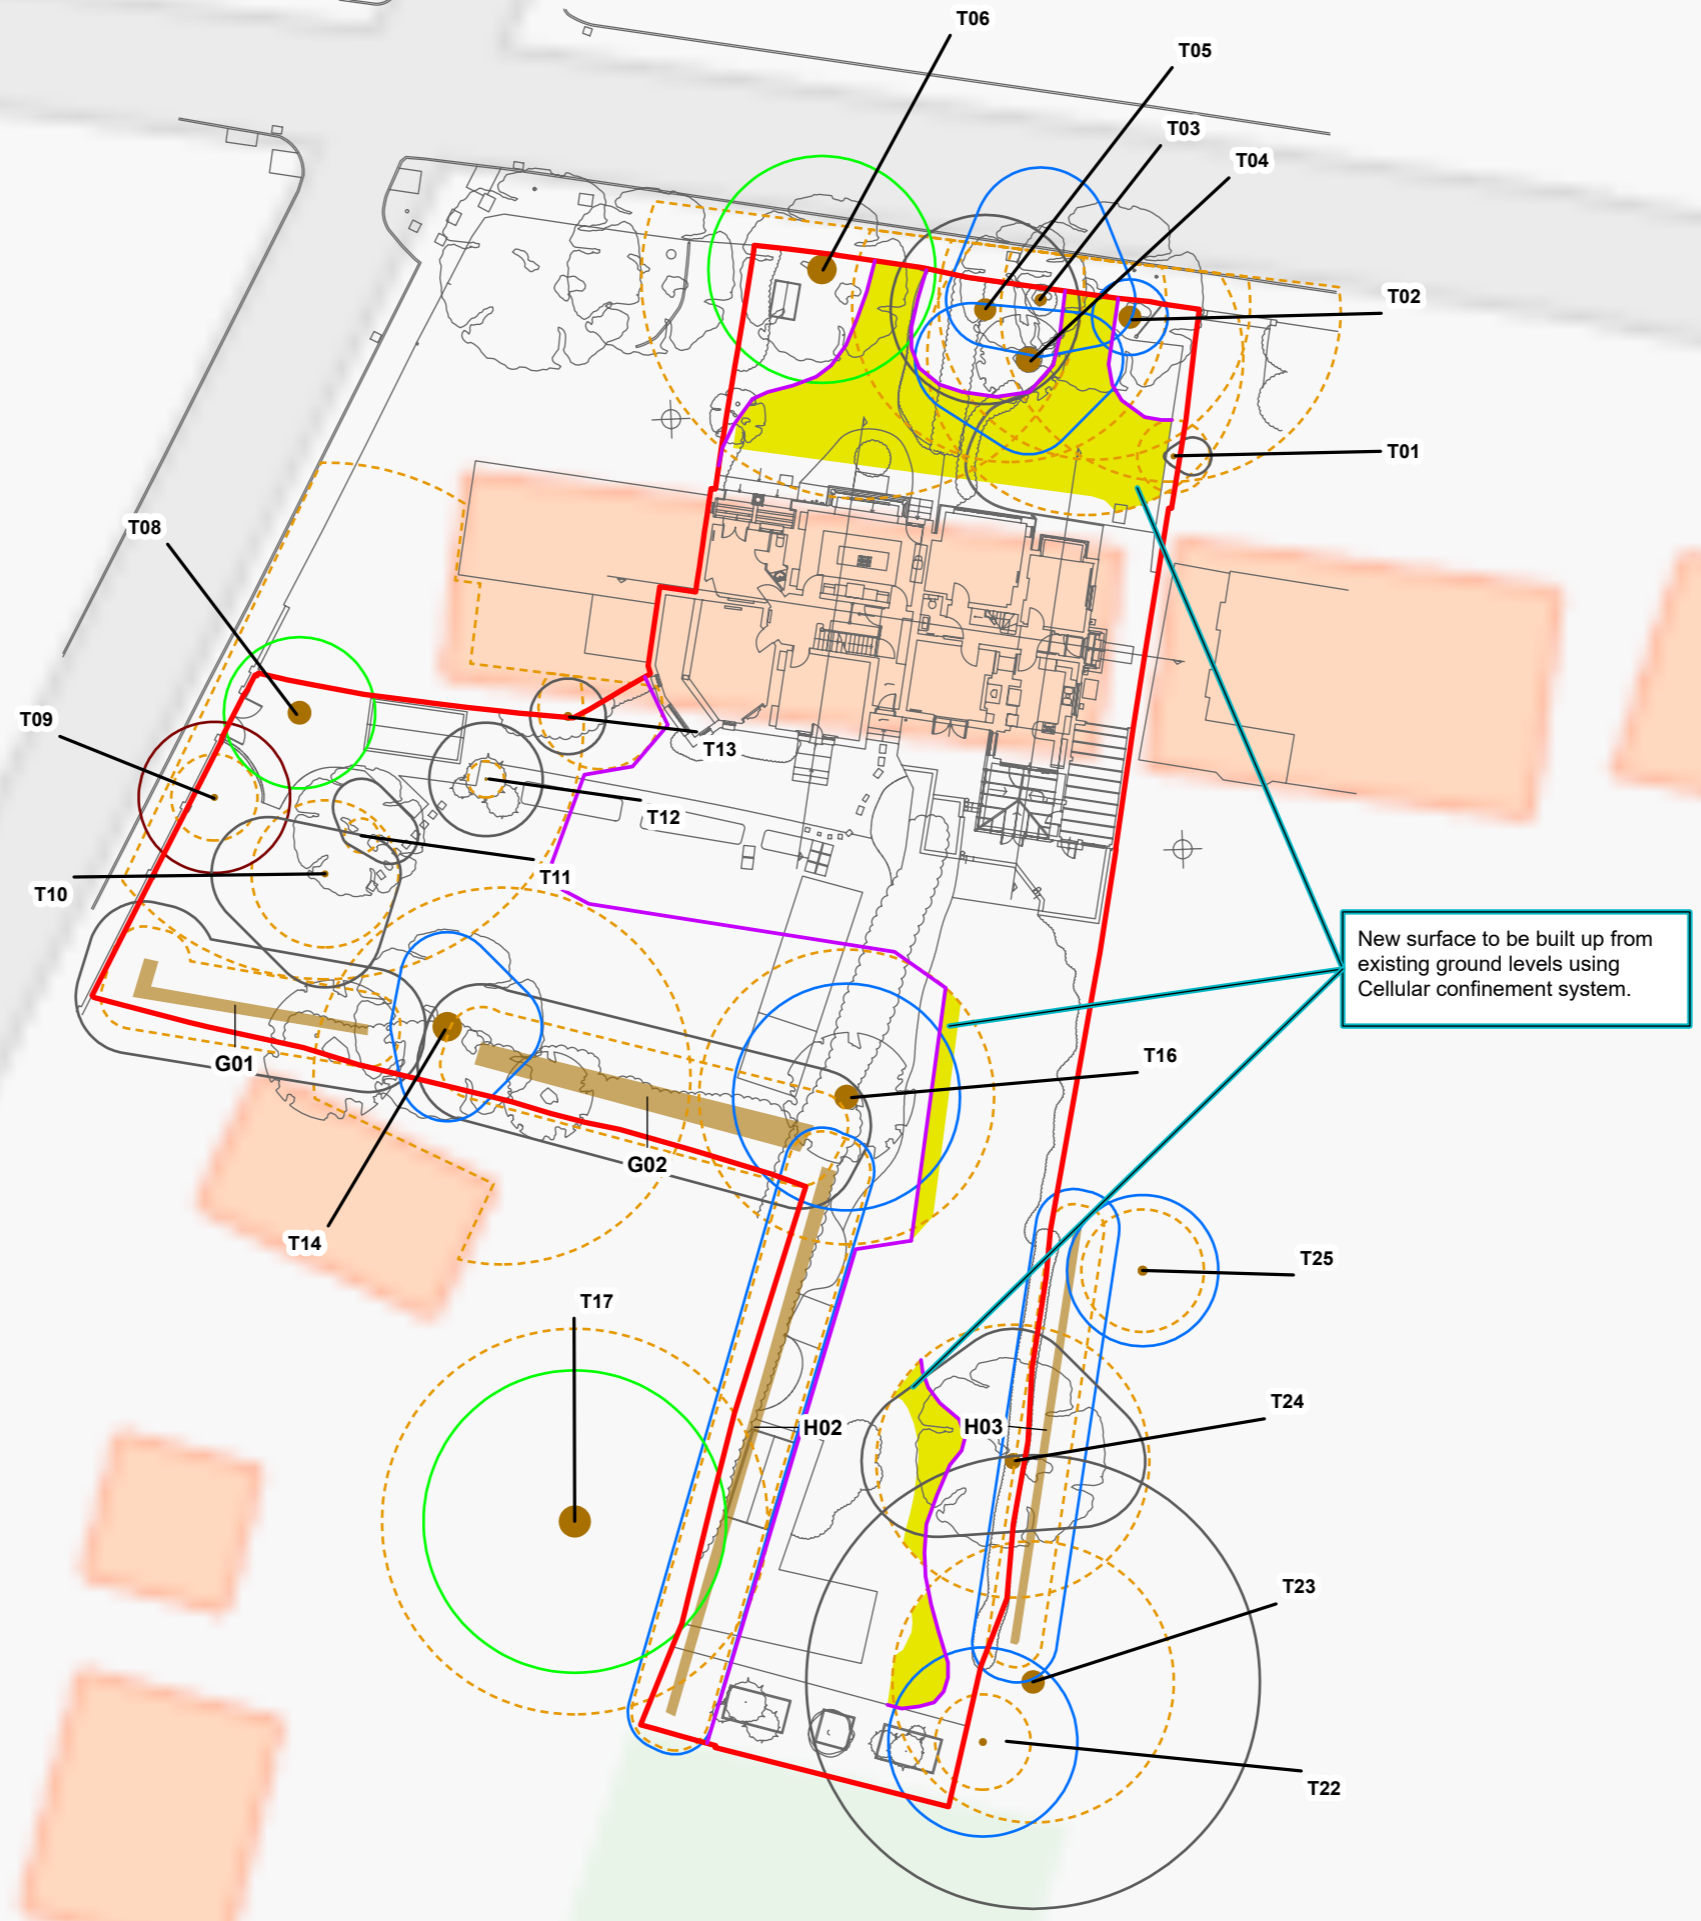 T06
T05
T03
T04
T02
T01
T08
T09
T13
T12
T11
T10
New surface to be built up from
existing ground levels using
Cellular confinement system.
G01
T16
G02
T14
T25
T17
T24
H02
H03
T23
T22